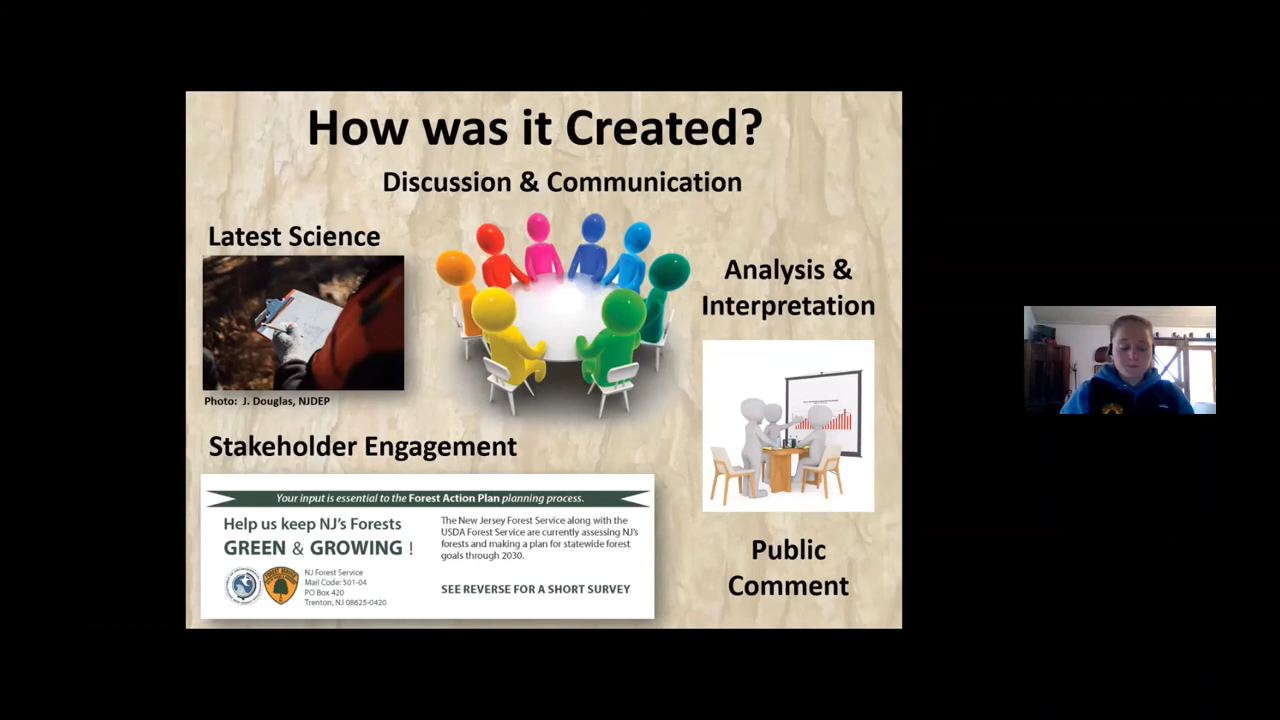 How was it Created?
Discussion & Communication
Latest Science
Photo: J. Douglas, NJDEP
Analysis &
Interpretation
Stakeholder Engagement
Your input is essential to the Forest Action Plan planning process.
Help us keep NJ's Forests
GREEN & GROWING !
NJ Forest Service
Mail Code: 501-04
PO Box 420
Trenton, NJ 08625-0420
The New Jersey Forest Service along with the
USDA Forest Service are currently assessing NJ's
forests and making a plan for statewide forest
goals through 2030.
SEE REVERSE FOR A SHORT SURVEY
Public
Comment